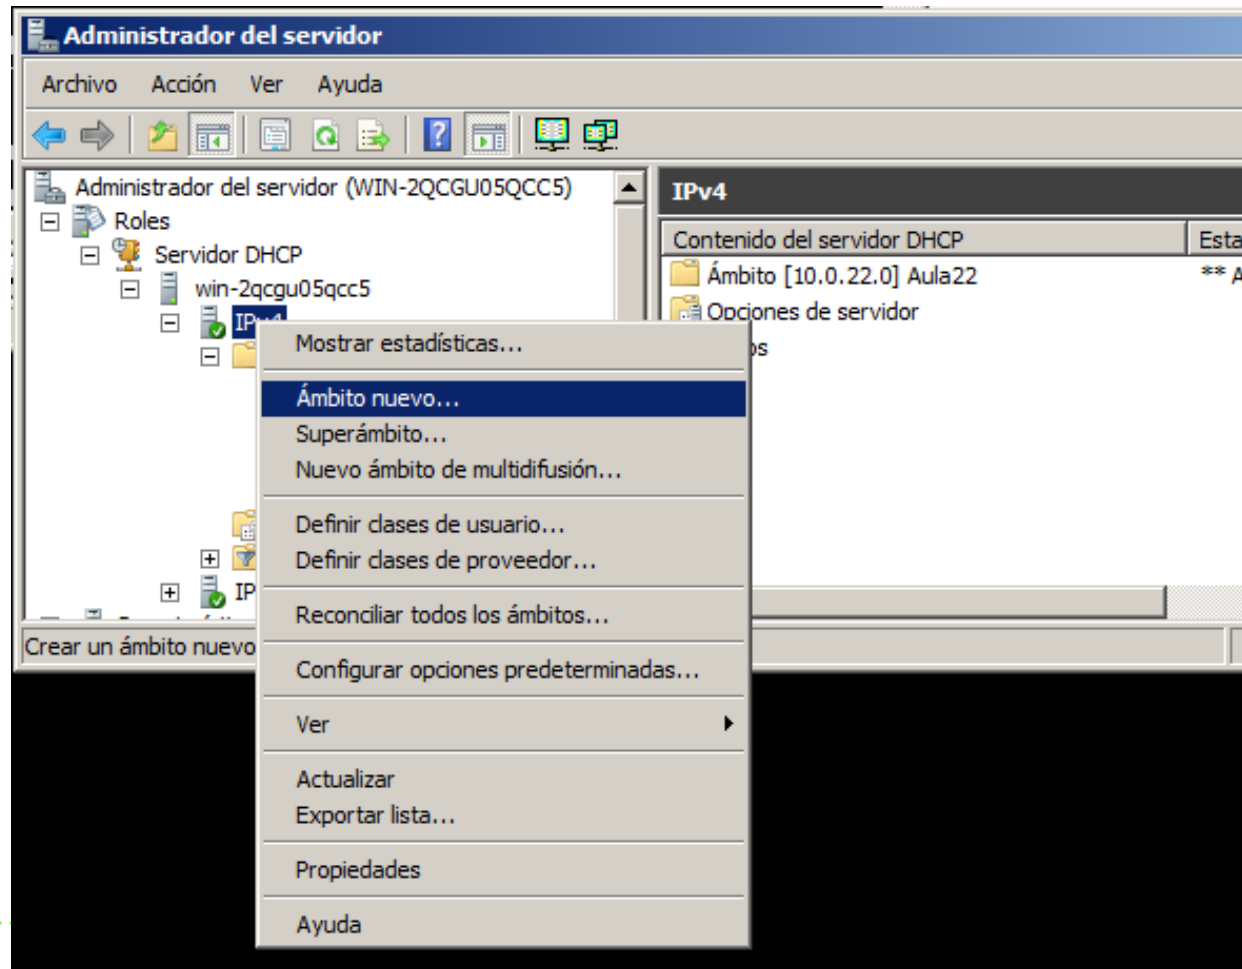 Administrador del servidor
Archivo Acción Ver Ayuda
Administrador del servidor (WIN-2QCGU05QCC5)
Roles
Servidor DHCP
win-2qcgu05qcc5
IPv4
IPv4
Contenido del servidor DHCP
Ámbito [10.0.22.0] Aula22
**
Opciones de servidor
Mostrar estadísticas...
Ámbito nuevo...
Superámbito...
Nuevo ámbito de multidifusión...
Definir clases de usuario...
Definir clases de proveedor...
Reconciliar todos los ámbitos...
Configurar opciones predeterminadas...
Ver
Actualizar
Exportar lista...
Propiedades
Ayuda
Crear un ámbito nuevo